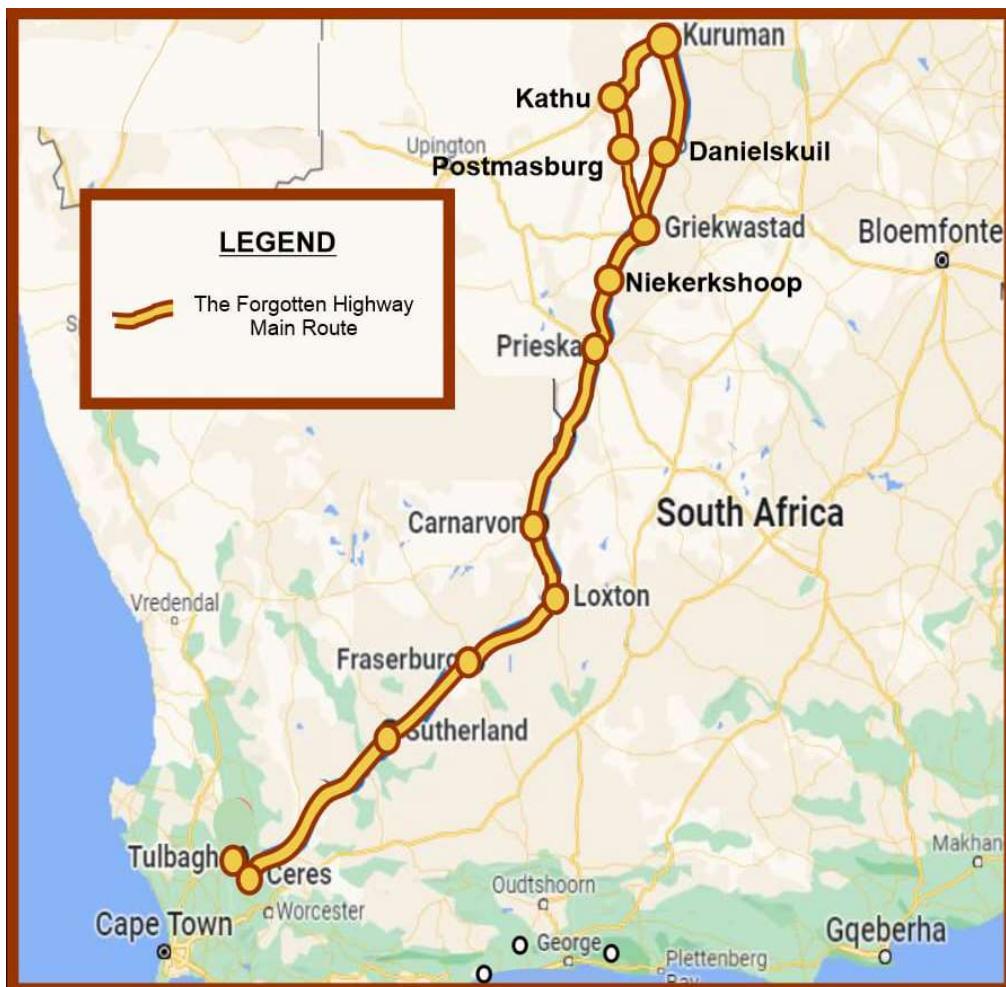 Kuruman
Kathu
Upington
Postmasburg
Danielskuil
Griekwastad
Bloemfonte
LEGEND
Niekerkshoop
The Forgotten Highway
Main Route
Prieska
Carnarvon
South Africa
Loxton
Vredendal
Fraserburg
Sutherland
Tulbagh
Ceres
Makhan
Oudtshoorn
Worcester
Cape Town
George
Gqeberha
Plettenberg
Bay